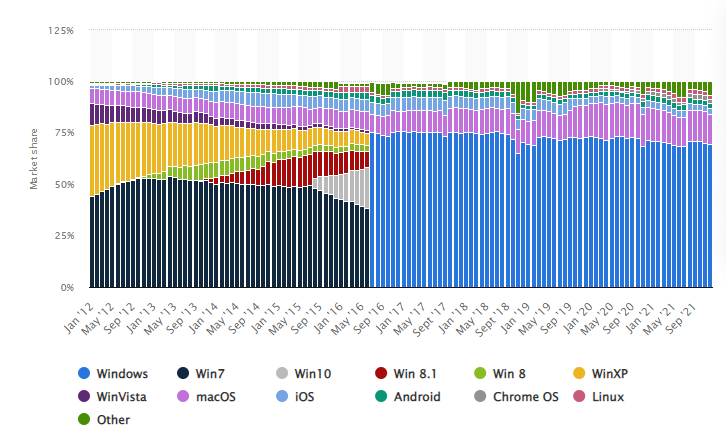 125%
100%
75%
50%
25%
0%
Market share
Jan '12
May '12
Sep '12
Jan '13
May '13
Sep '13
Jan '14
May '14
Sep '14
Jan '15
May '15
Sep '15
Jan '16
May '16
Sep '16
Jan '17
May '17
Sept '17
Jan '18
May '18
Sept '18
Jan '19
May '19
Sep '19
Jan '20
May '20
Sep '20
Jan '21
May '21
Sep '21
Windows
Win7
Win10
Win 8.1
Win 8
WinXP
WinVista
macOS
iOS
Android
Chrome OS
Linux
Other